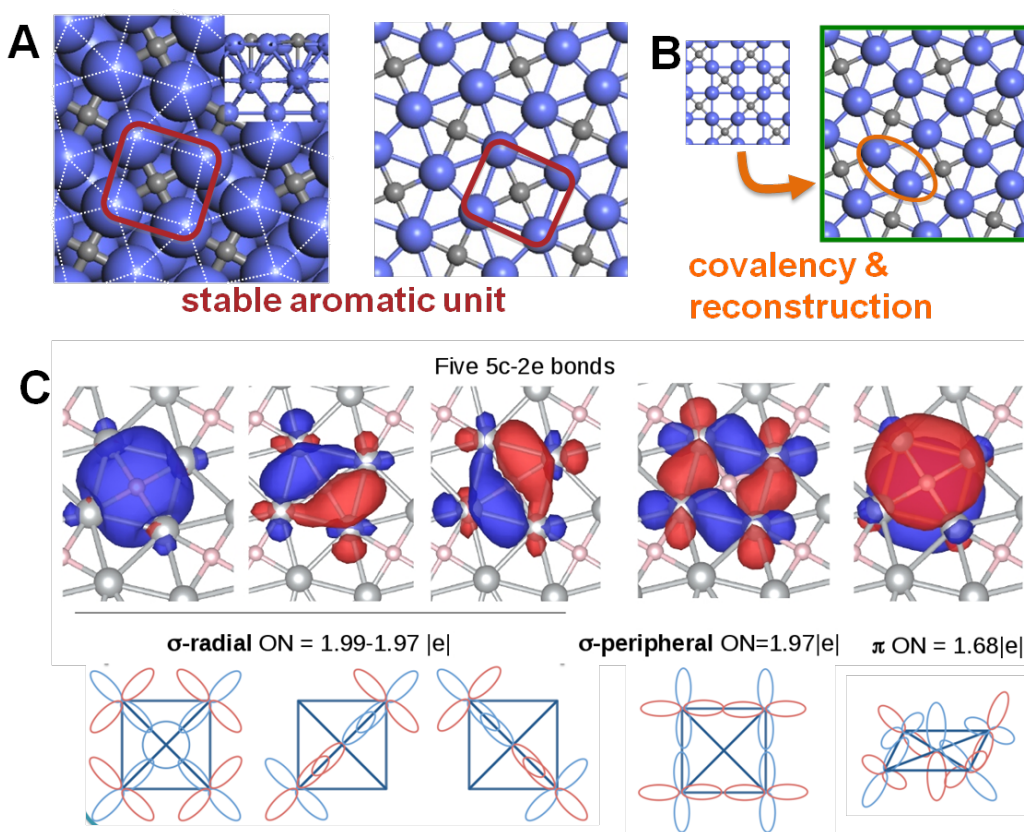 A
B
stable aromatic unit
covalency &
reconstruction
C
Five 5c-2e bonds
σ-radial ON = 1.99-1.97 |e|
σ-peripheral ON=1.97|e|
π ON = 1.68|e|